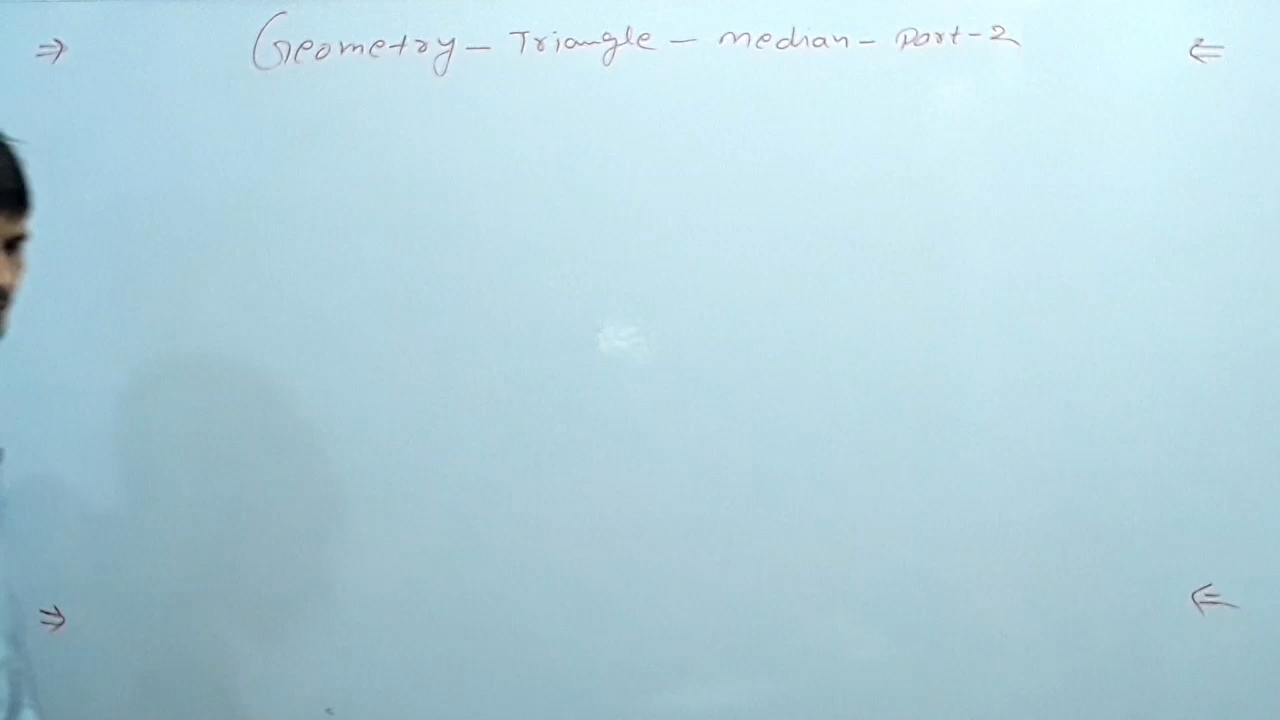 ⇒ Geometry - Triangle - median - Part-2 ⇐
⇒ ⇐